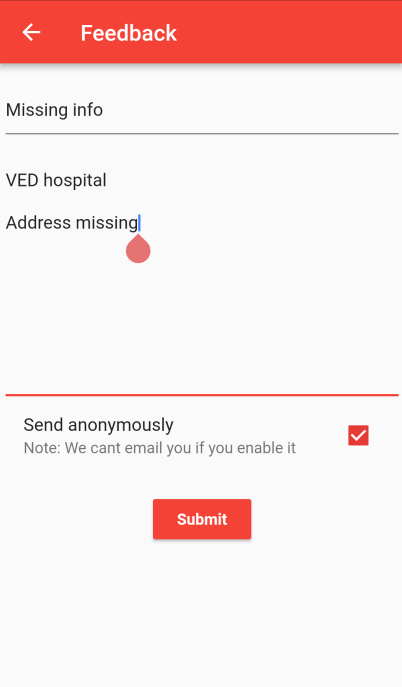 Feedback
Missing info
VED hospital
Address missing
Send anonymously
Note: We cant email you if you enable it
Submit